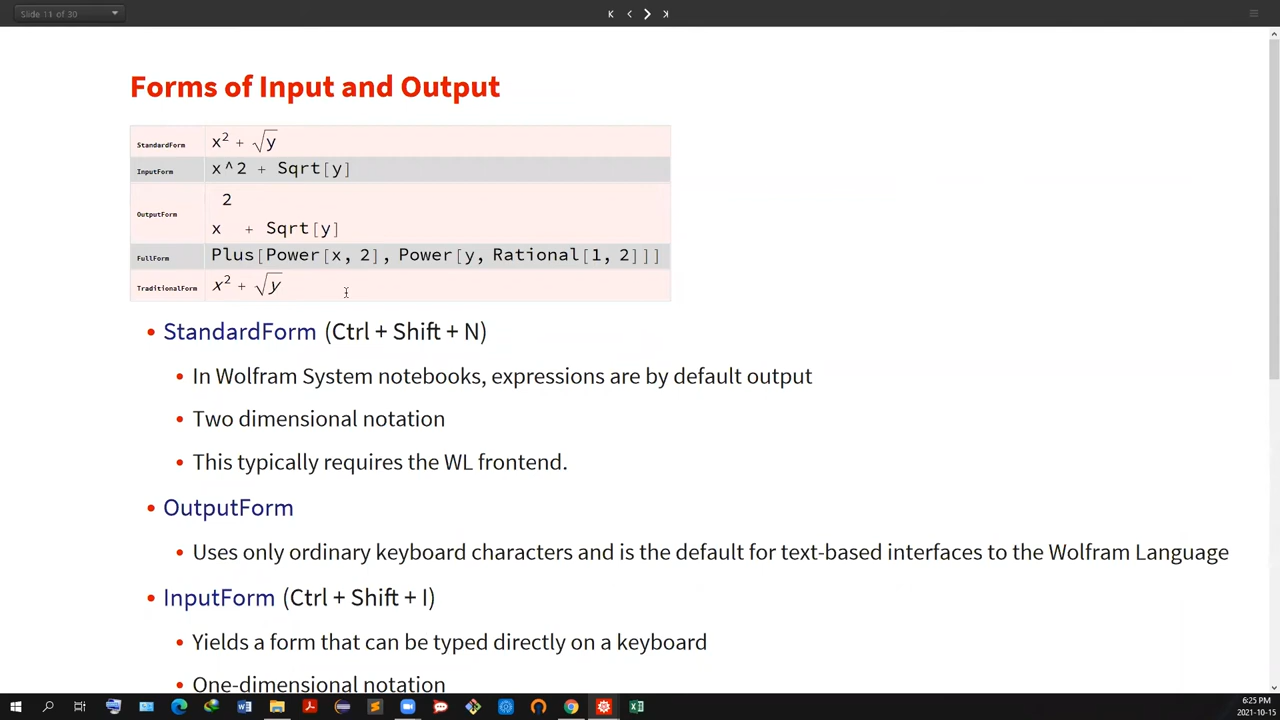 Slide 11 of 30
Forms of Input and Output
StandardForm x² + √y
InputForm x^2 + Sqrt[y]
2
OutputForm
x + Sqrt[y]
FullForm Plus[Power[x, 2], Power[y, Rational[1, 2]]]
TraditionalForm x² + √y
• StandardForm (Ctrl + Shift + N)
• In Wolfram System notebooks, expressions are by default output
• Two dimensional notation
• This typically requires the WL frontend.
• OutputForm
• Uses only ordinary keyboard characters and is the default for text-based interfaces to the Wolfram Language
• InputForm (Ctrl + Shift + I)
• Yields a form that can be typed directly on a keyboard
• One-dimensional notation
6:25 PM
2021-10-15